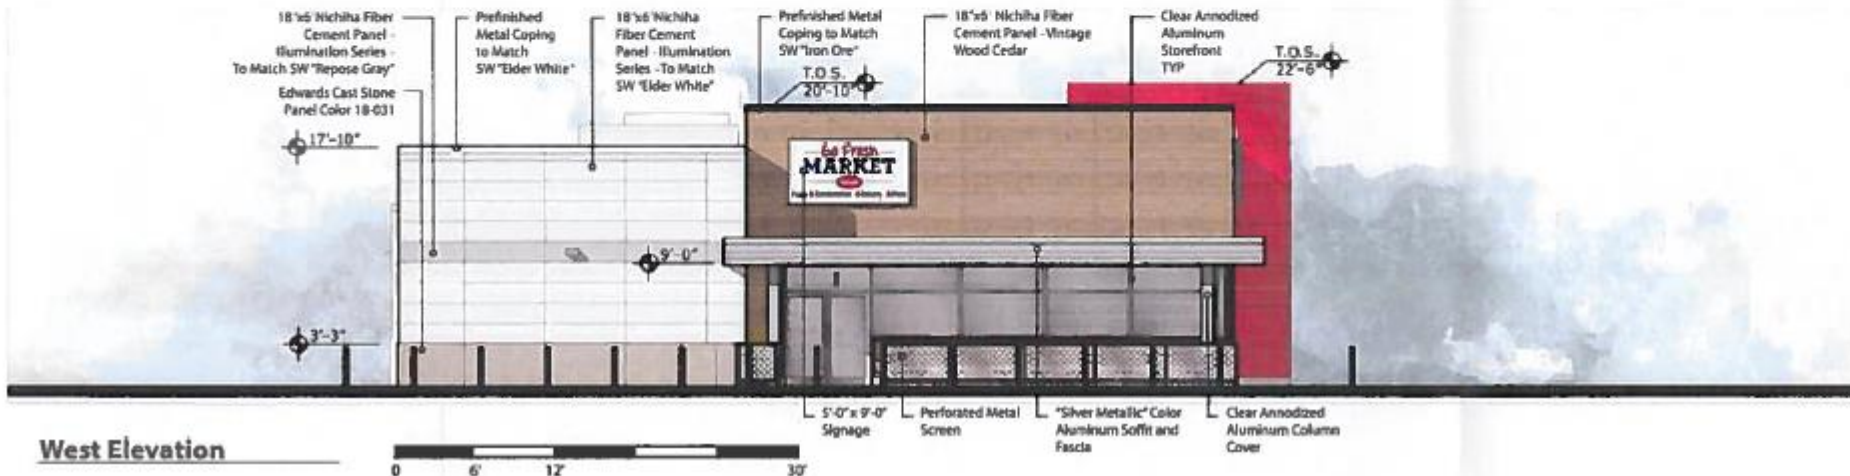 18"x6' Nichiha Fiber
Cement Panel -
Illumination Series -
To Match SW "Repose Gray"
Edwards Cast Stone
Panel Color 18-031
Prefinished
Metal Coping
to Match
SW "Elder White"
18"x6' Nichiha
Fiber Cement
Panel - Illumination
Series - To Match
SW "Elder White"
Prefinished Metal
Coping to Match
SW "Iron Ore"
T.O.S.
20'-10"
18"x6' Nichiha Fiber
Cement Panel - Vintage
Wood Cedar
Clear Annodized
Aluminum
Storefront
TYP
T.O.S.
22'-6"
17'-10"
Go Fresh
MARKET
9'-0"
3'-3"
5'-0" x 9'-0"
Signage
Perforated Metal
Screen
"Silver Metallic" Color
Aluminum Soffit and
Fascia
Clear Annodized
Aluminum Column
Cover
West Elevation
0 6' 12' 30'